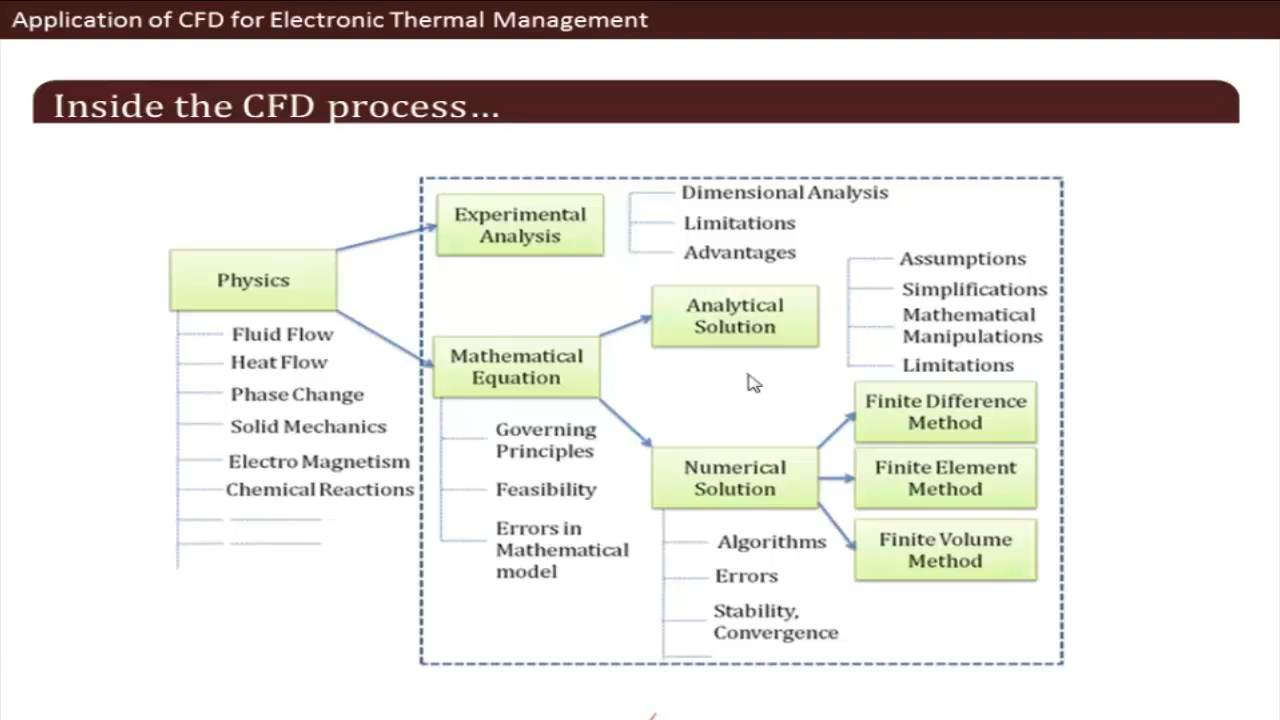 Application of CFD for Electronic Thermal Management
Inside the CFD process...
Physics
Fluid Flow
Heat Flow
Phase Change
Solid Mechanics
Electro Magnetism
Chemical Reactions
Experimental
Analysis
Dimensional Analysis
Limitations
Advantages
Mathematical
Equation
Governing
Principles
Feasibility
Errors in
Mathematical
model
Analytical
Solution
Assumptions
Simplifications
Mathematical
Manipulations
Limitations
Numerical
Solution
Algorithms
Errors
Stability,
Convergence
Finite Difference
Method
Finite Element
Method
Finite Volume
Method